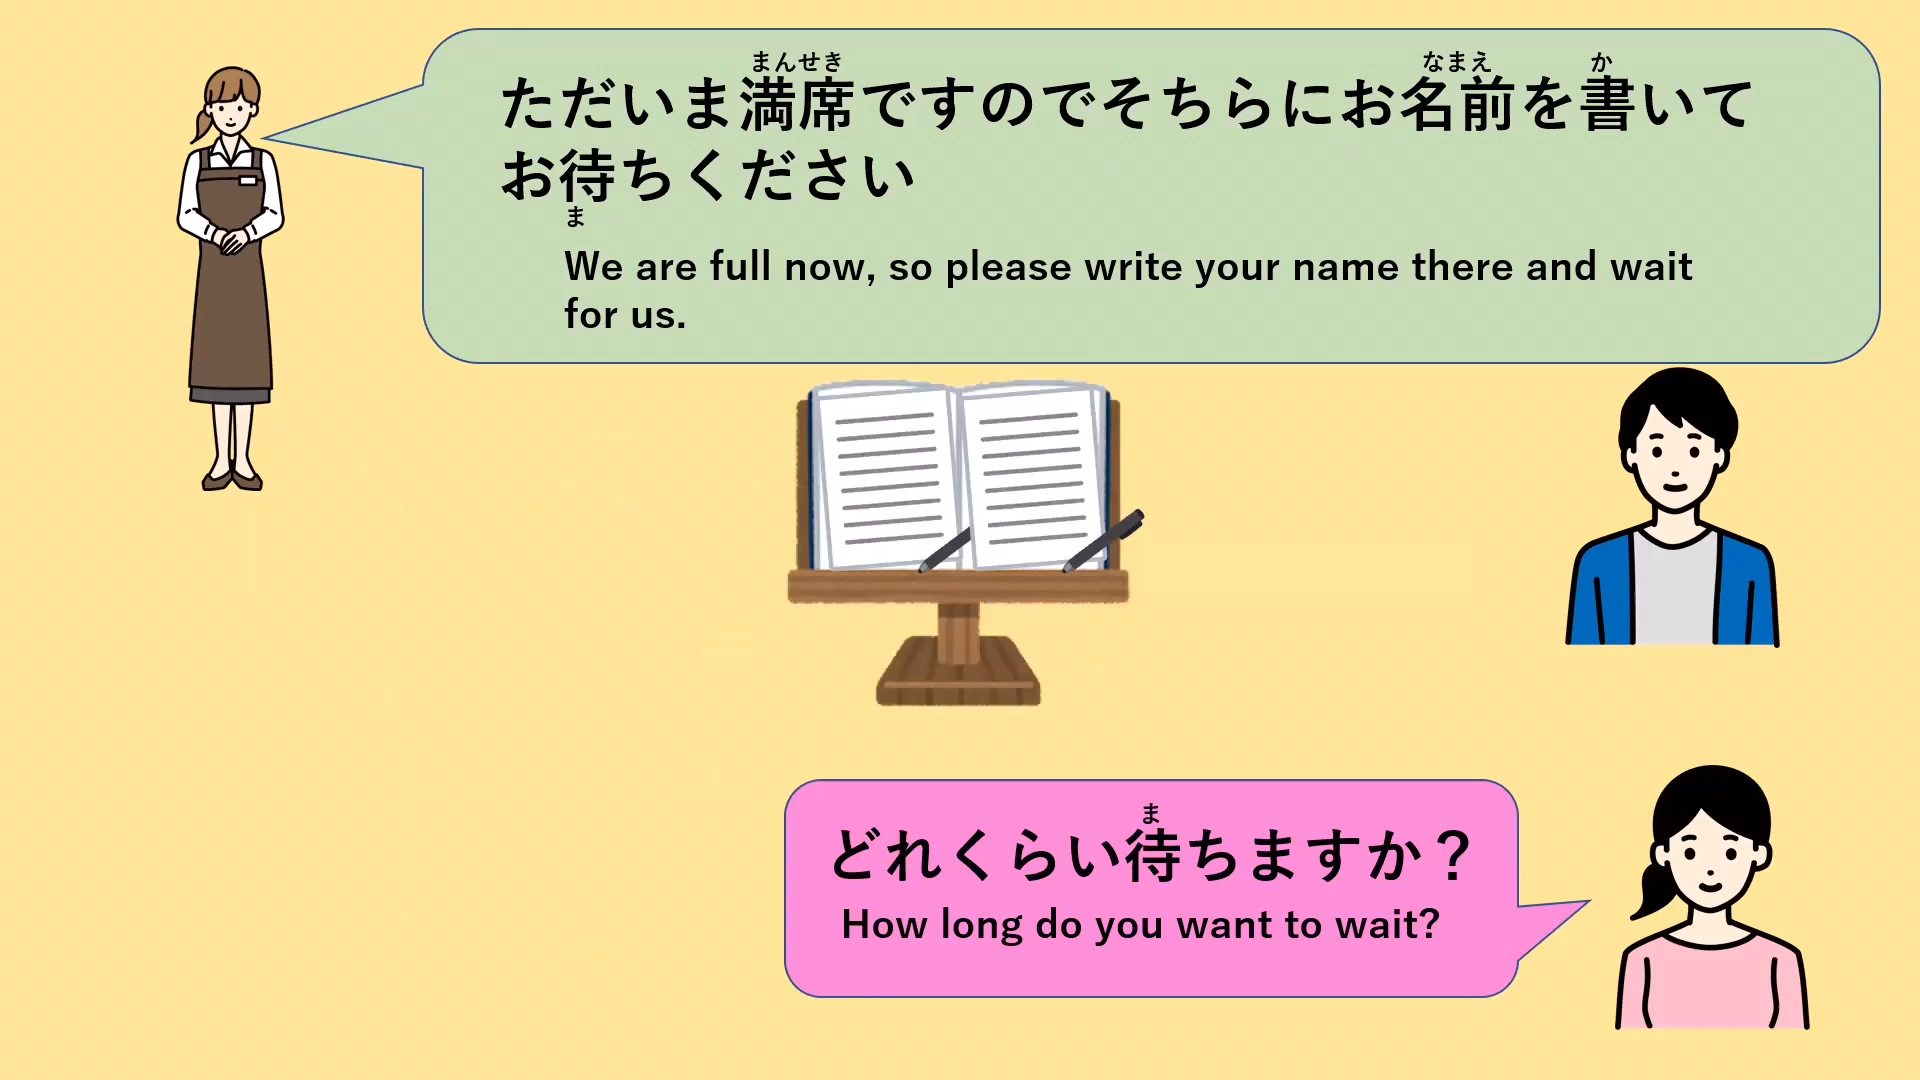 まんせき なまえ か
ただいま満席ですのでそちらにお名前を書いて
お待ちください
ま
We are full now, so please write your name there and wait
for us.
ま
どれくらい待ちますか？
How long do you want to wait?